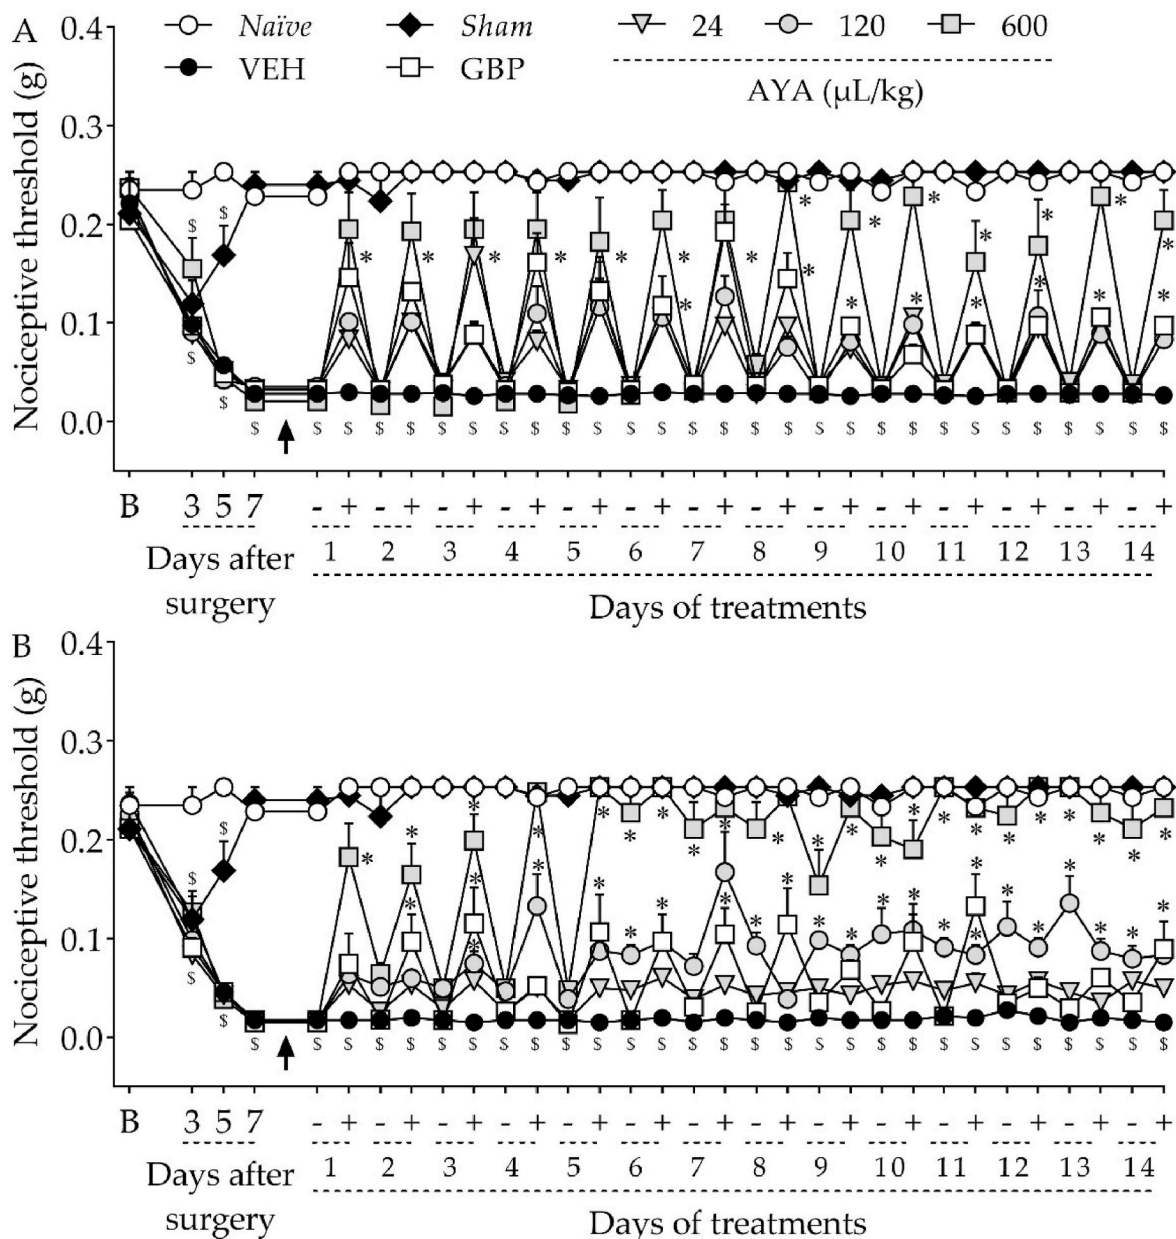 A
Naïve Sham 24 120 600
VEH GBP AYA (µL/kg)
Nociceptive threshold (g)
0.4
0.3
0.2
0.1
0.0
$ $
* * * * * * * * * * * * * *
$ $
$ $ $ $ $ $ $ $ $ $ $ $ $ $ $ $ $ $ $ $ $ $ $ $ $ $ $ $ $
B 3 5 7 - + - + - + - + - + - + - + - + - + - + - + - + - + - +
Days after surgery
1 2 3 4 5 6 7 8 9 10 11 12 13 14
Days of treatments
B
Nociceptive threshold (g)
0.4
0.3
0.2
0.1
0.0
$ $
$ $
$ $ $ $ $ $ $ $ $ $ $ $ $ $ $ $ $ $ $ $ $ $ $ $ $ $ $ $ $
B 3 5 7 - + - + - + - + - + - + - + - + - + - + - + - + - + - +
Days after surgery
1 2 3 4 5 6 7 8 9 10 11 12 13 14
Days of treatments